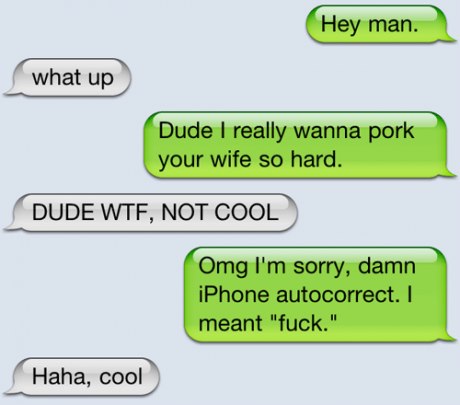 Hey man.
what up
Dude I really wanna pork
your wife so hard.
DUDE WTF, NOT COOL
Omg I'm sorry, damn
iPhone autocorrect. I
meant "fuck."
Haha, cool